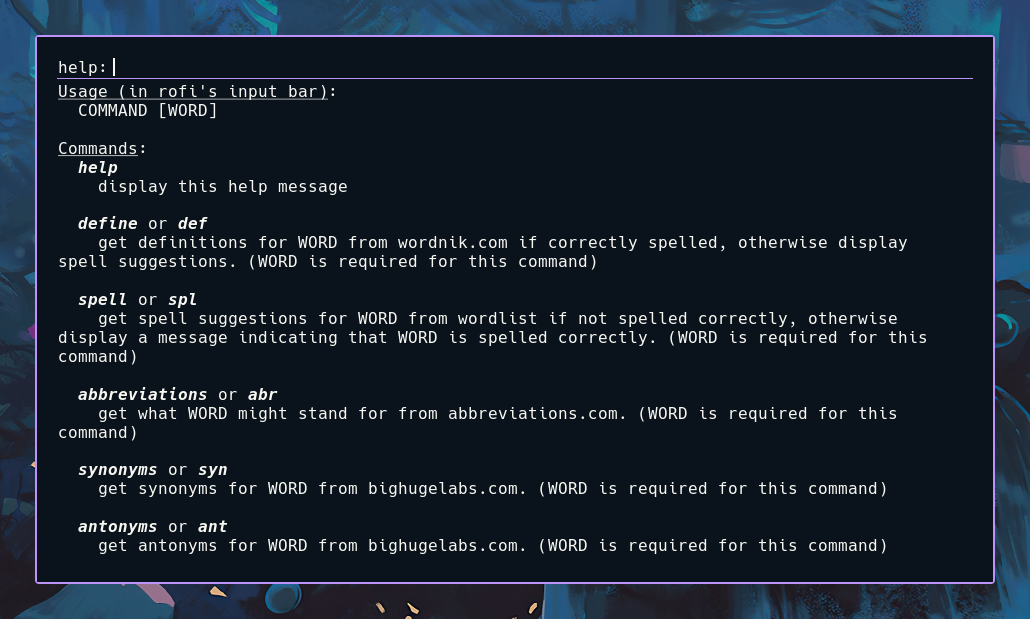 help:
Usage (in rofi's input bar):
COMMAND [WORD]
Commands:
help
display this help message
define or def
get definitions for WORD from wordnik.com if correctly spelled, otherwise display
spell suggestions. (WORD is required for this command)
spell or spl
get spell suggestions for WORD from wordlist if not spelled correctly, otherwise
display a message indicating that WORD is spelled correctly. (WORD is required for this
command)
abbreviations or abr
get what WORD might stand for from abbreviations.com. (WORD is required for this
command)
synonyms or syn
get synonyms for WORD from bighugelabs.com. (WORD is required for this command)
antonyms or ant
get antonyms for WORD from bighugelabs.com. (WORD is required for this command)